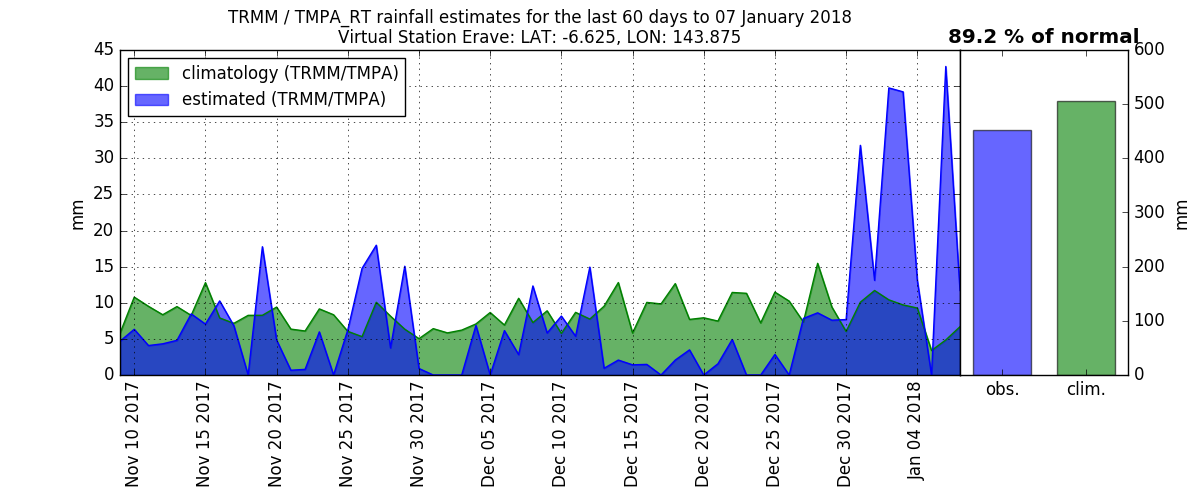 TRMM / TMPA_RT rainfall estimates for the last 60 days to 07 January 2018
Virtual Station Erave: LAT: -6.625, LON: 143.875
89.2 % of normal
climatology (TRMM/TMPA)
estimated (TRMM/TMPA)
45
40
35
30
25
20
15
10
5
0
mm
Nov 10 2017
Nov 15 2017
Nov 20 2017
Nov 25 2017
Nov 30 2017
Dec 05 2017
Dec 10 2017
Dec 15 2017
Dec 20 2017
Dec 25 2017
Dec 30 2017
Jan 04 2018
obs.
clim.
600
500
400
300
200
100
0
mm